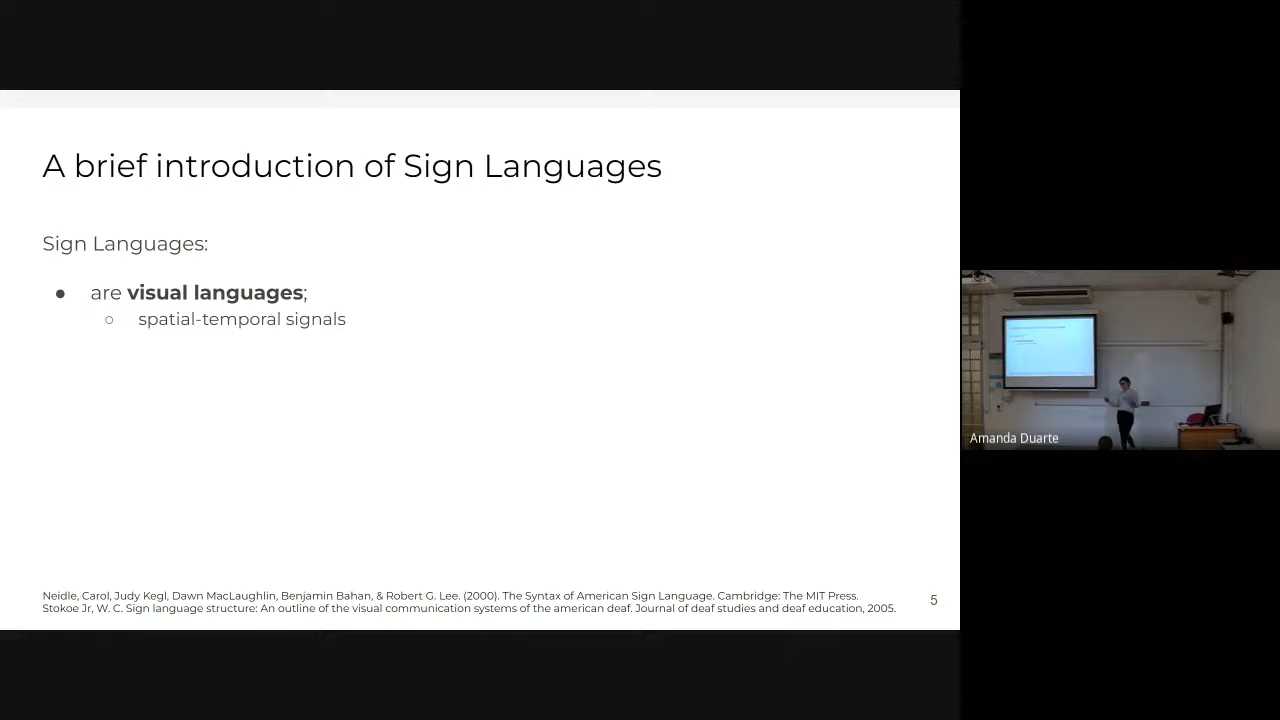 A brief introduction of Sign Languages
Sign Languages:
● are visual languages;
○ spatial-temporal signals
Neidle, Carol, Judy Kegl, Dawn MacLaughlin, Benjamin Bahan, & Robert G. Lee. (2000). The Syntax of American Sign Language. Cambridge: The MIT Press.
Stokoe Jr, W. C. Sign language structure: An outline of the visual communication systems of the american deaf. Journal of deaf studies and deaf education, 2005.
5
Amanda Duarte